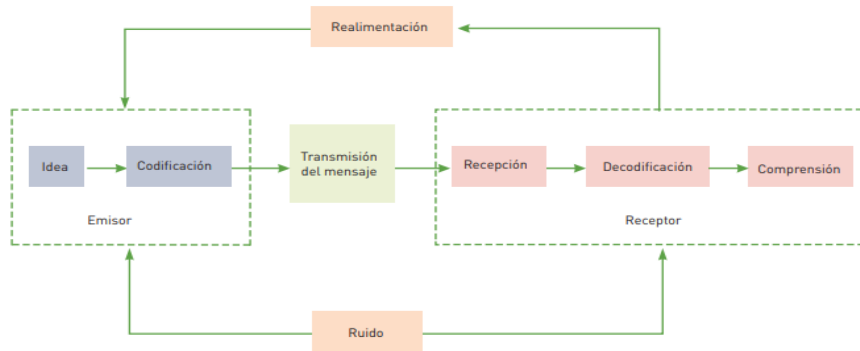 Realimentación
Idea
Codificación
Transmisión
del mensaje
Recepción
Decodificación
Comprensión
Emisor
Receptor
Ruido